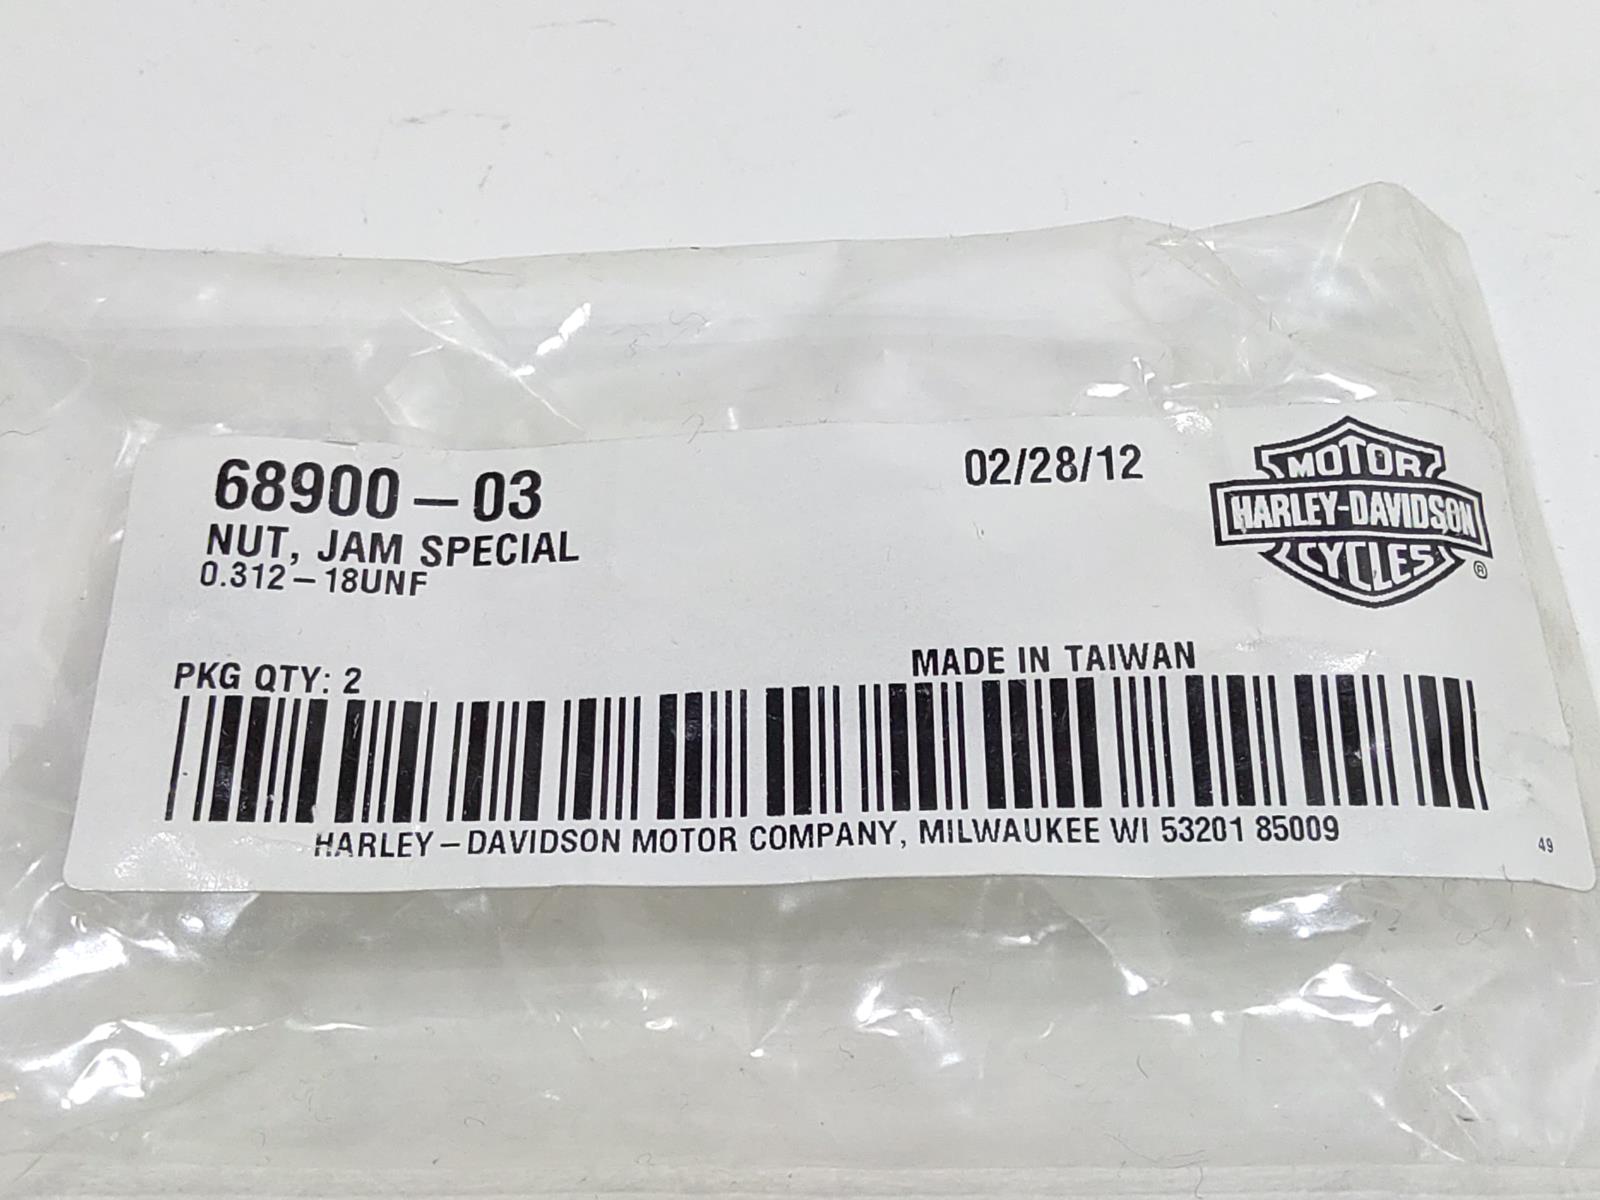 68900-03
02/28/12
NUT, JAM SPECIAL
0.312-18UNF
MOTOR
HARLEY-DAVIDSON
CYCLES
®
PKG QTY: 2
MADE IN TAIWAN
HARLEY-DAVIDSON MOTOR COMPANY, MILWAUKEE WI 53201 85009
49